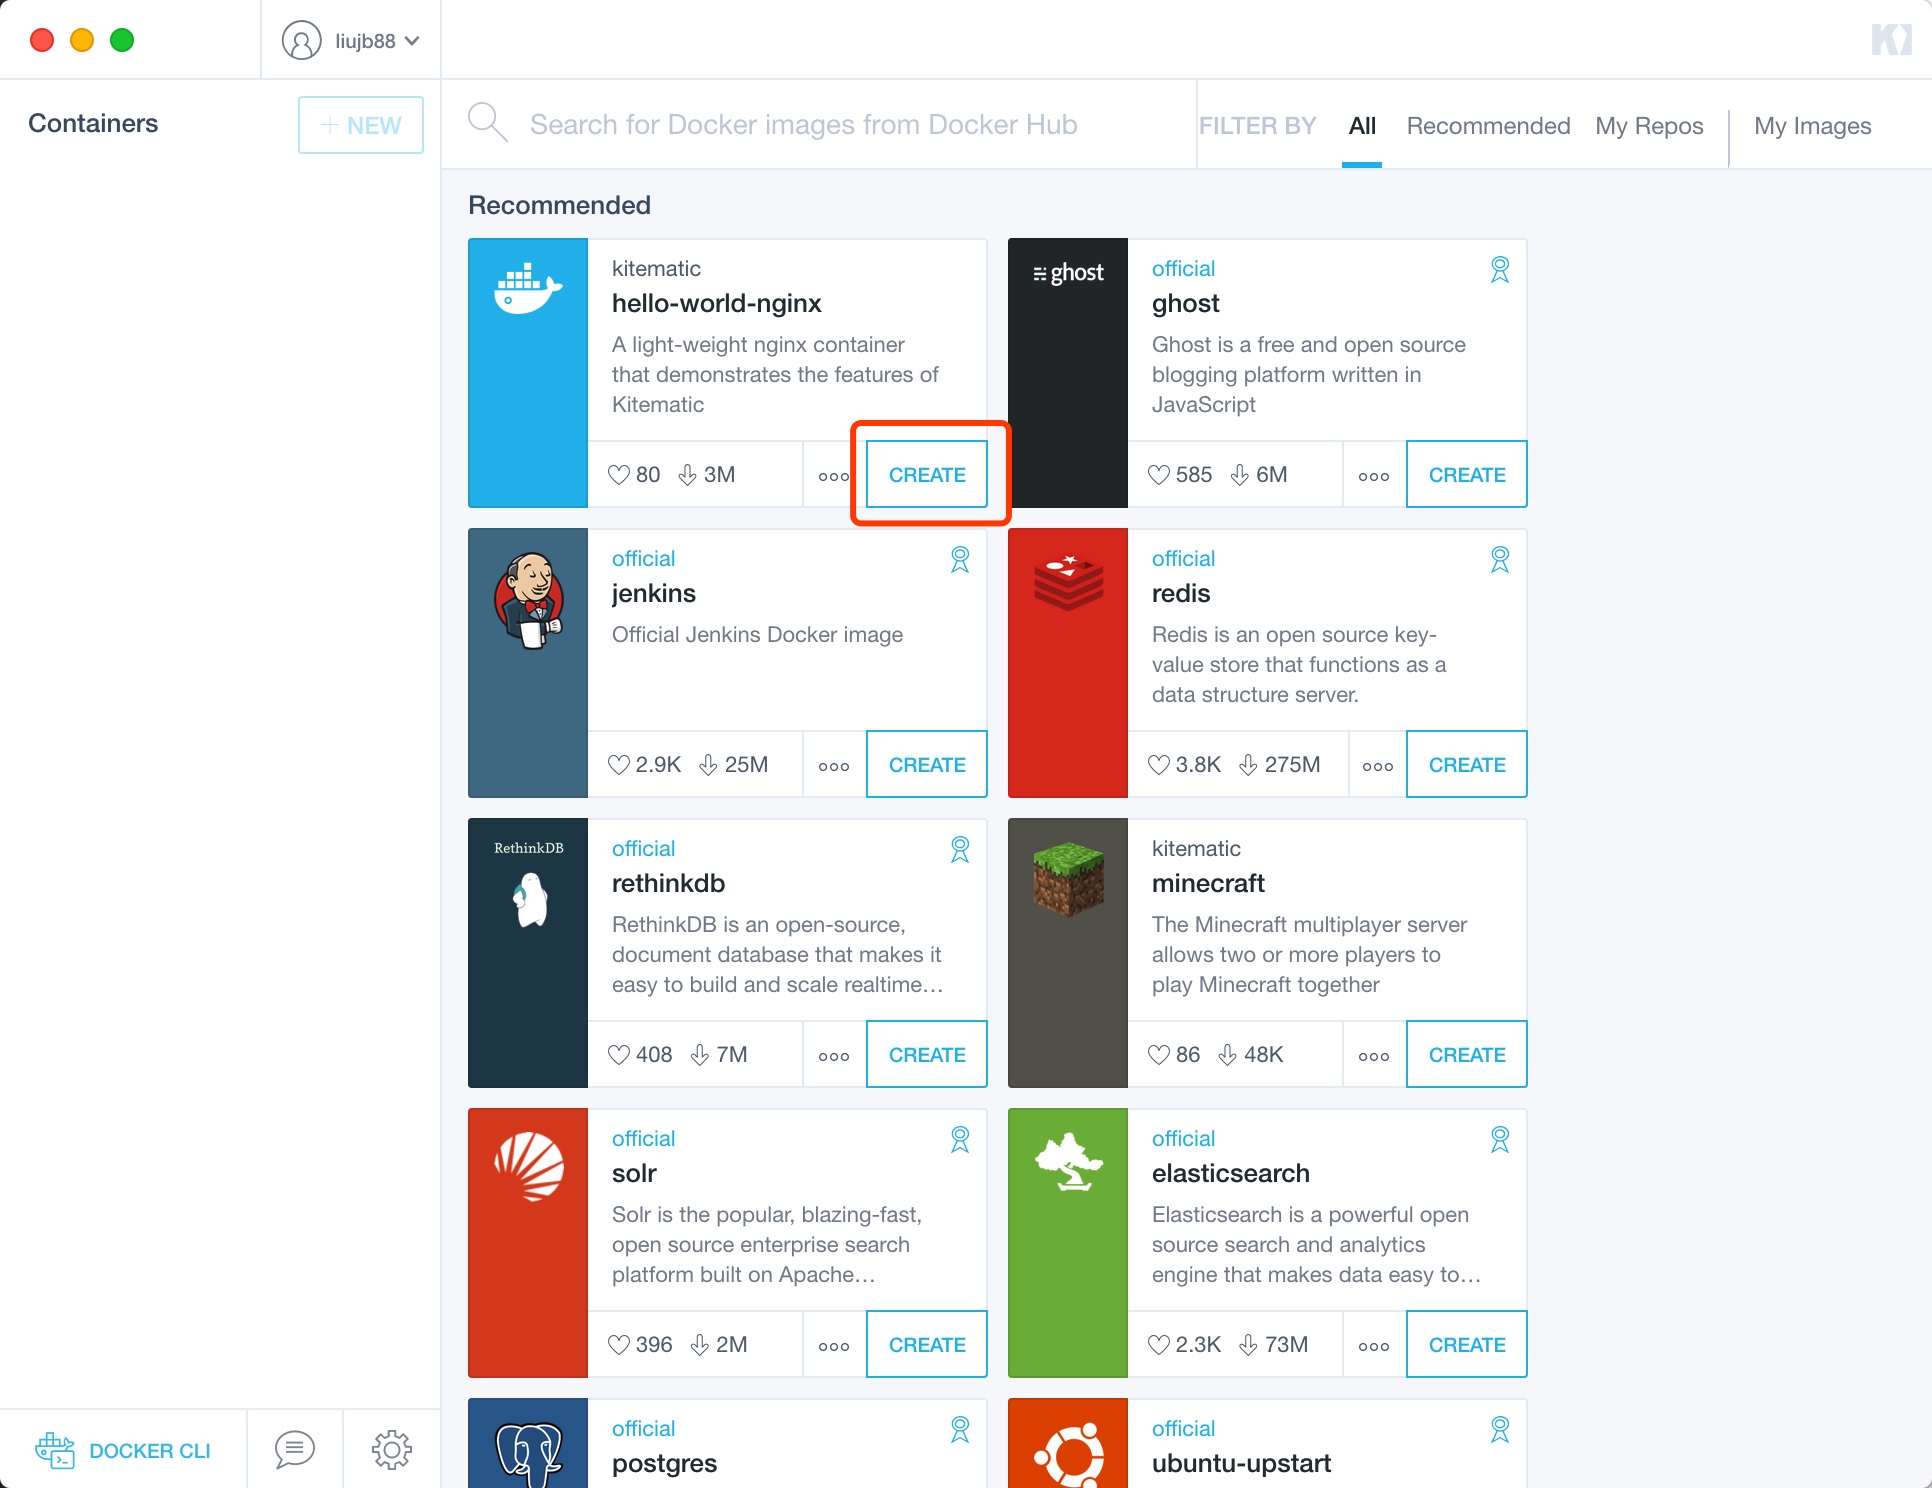 liujb88
Containers
+ NEW
Search for Docker images from Docker Hub
FILTER BY All Recommended My Repos My Images
Recommended
kitematic
hello-world-nginx
A light-weight nginx container
that demonstrates the features of
Kitematic
80 3M
CREATE
ghost
official
ghost
Ghost is a free and open source
blogging platform written in
JavaScript
585 6M
CREATE
official
jenkins
Official Jenkins Docker image
2.9K 25M
CREATE
official
redis
Redis is an open source key-
value store that functions as a
data structure server.
3.8K 275M
CREATE
RethinkDB
official
rethinkdb
RethinkDB is an open-source,
document database that makes it
easy to build and scale realtime…
408 7M
CREATE
kitematic
minecraft
The Minecraft multiplayer server
allows two or more players to
play Minecraft together
86 48K
CREATE
official
solr
Solr is the popular, blazing-fast,
open source enterprise search
platform built on Apache…
396 2M
CREATE
official
elasticsearch
Elasticsearch is a powerful open
source search and analytics
engine that makes data easy to…
2.3K 73M
CREATE
official
postgres
official
ubuntu-upstart
DOCKER CLI